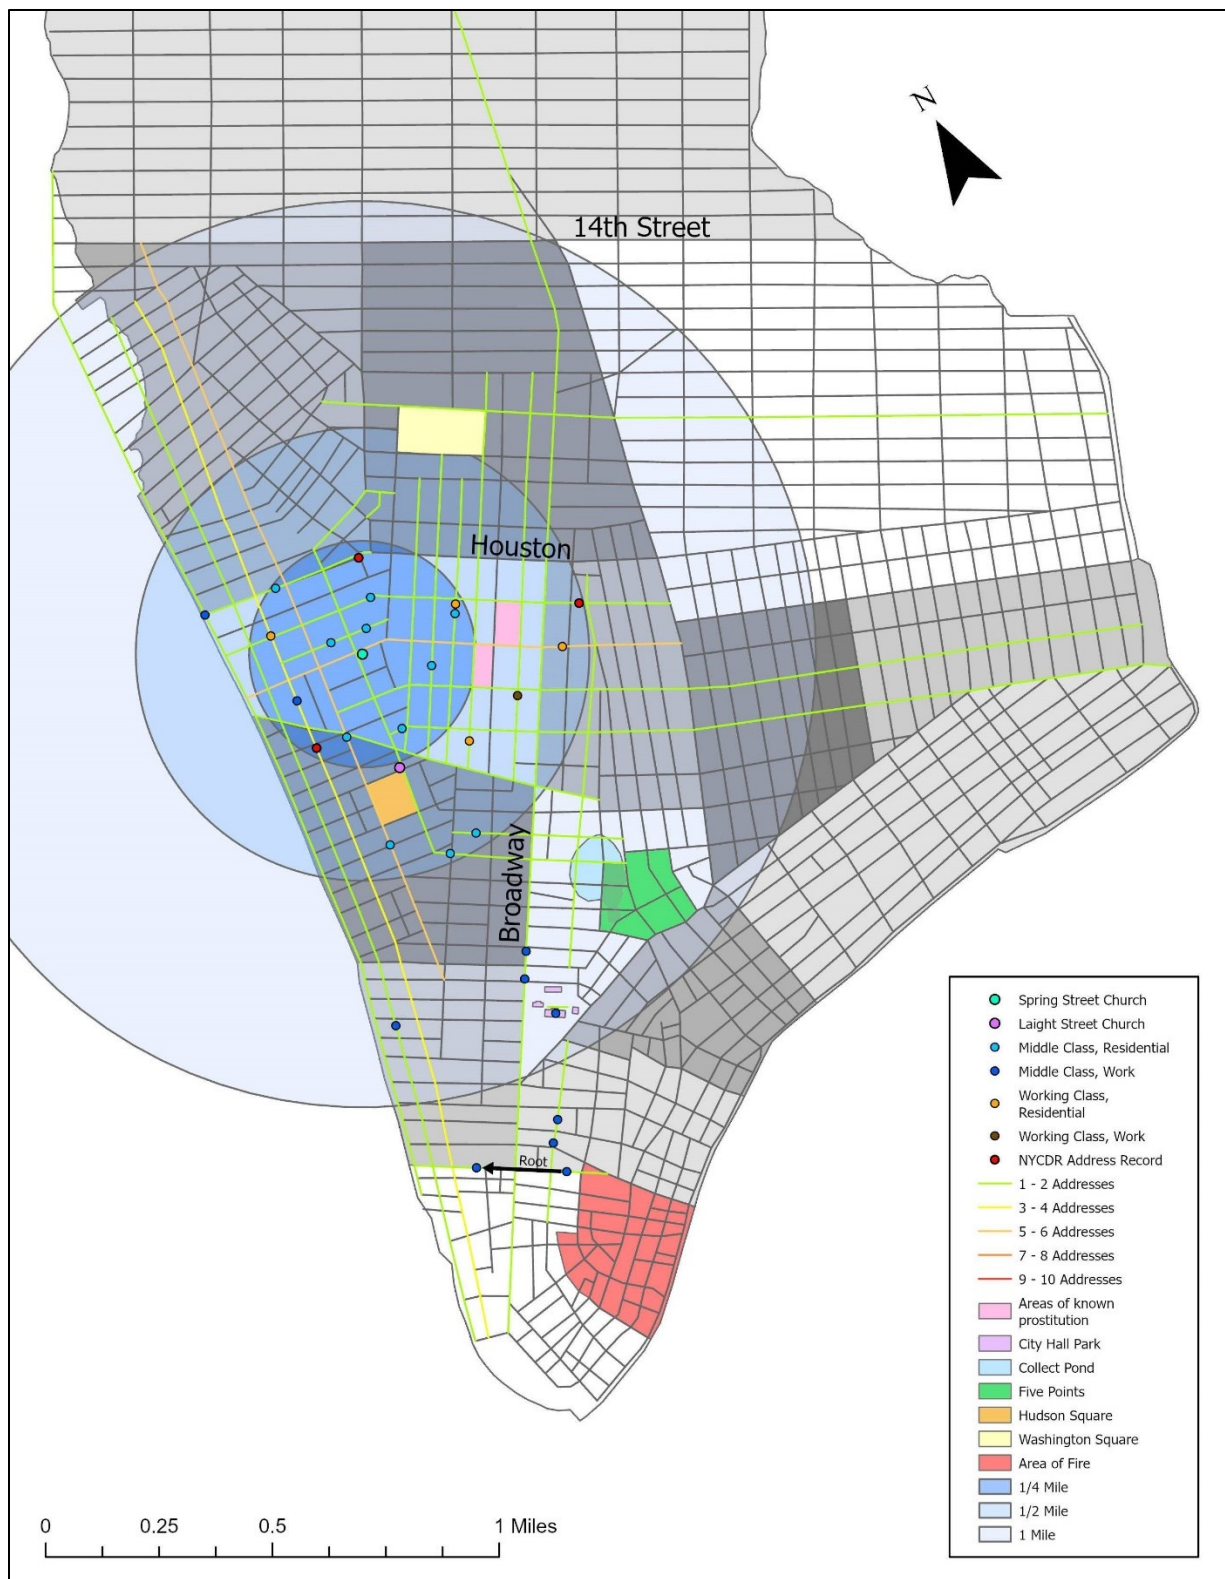 N
14th Street
Houston
Broadway
Root
Spring Street Church
Laight Street Church
Middle Class, Residential
Middle Class, Work
Working Class,
Residential
Working Class, Work
NYCDR Address Record
1 - 2 Addresses
3 - 4 Addresses
5 - 6 Addresses
7 - 8 Addresses
9 - 10 Addresses
Areas of known
prostitution
City Hall Park
Collect Pond
Five Points
Hudson Square
Washington Square
Area of Fire
1/4 Mile
1/2 Mile
1 Mile
0 0.25 0.5 1 Miles